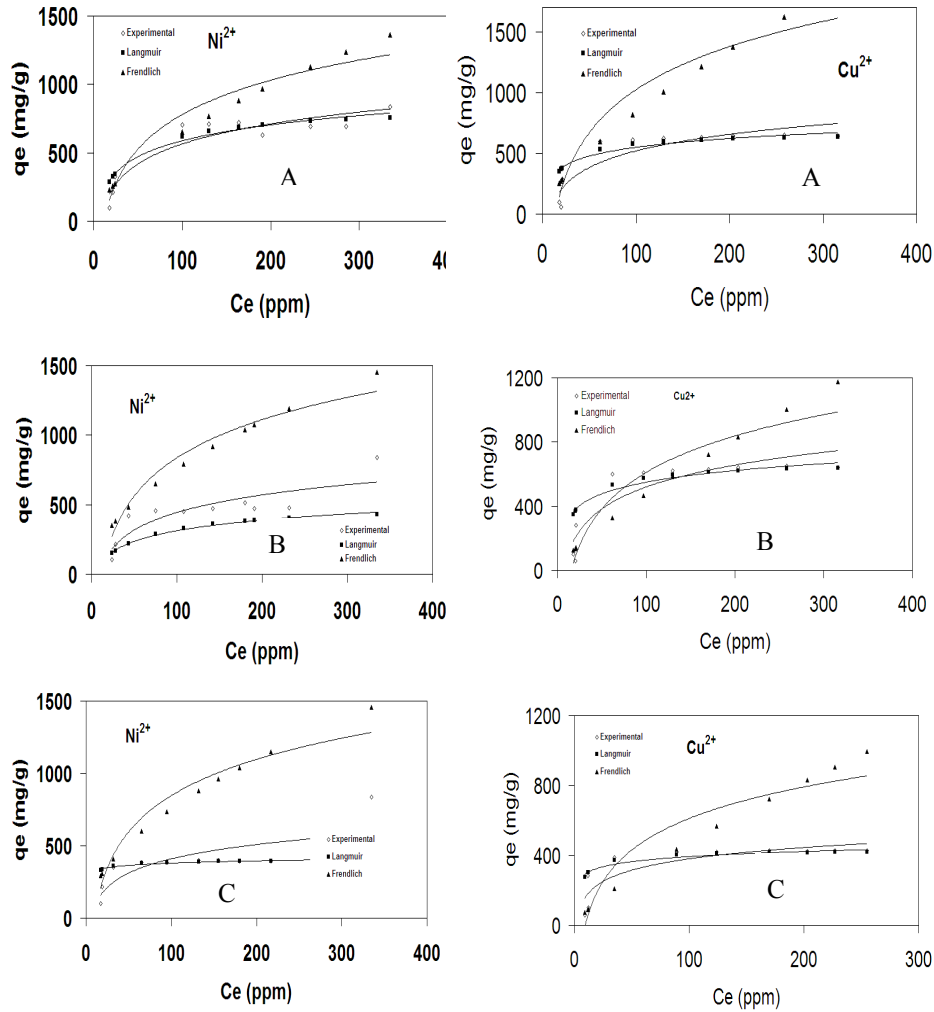 1500
1000
500
0
qe (mg/g)
Experimental
Langmuir
Frendlich
Ni2+
A
0 100 200 300 40
Ce (ppm)
1500
1000
500
0
qe (mg/g)
Experimental
Langmuir
Frendlich
Cu2+
A
0 100 200 300 400
Ce (ppm)
1500
1000
500
0
qe (mg/g)
Ni2+
B
Experimental
Langmuir
Frendlich
0 100 200 300 400
Ce (ppm)
1200
800
400
0
qe (mg/g)
Experimental
Langmuir
Frendlich
Cu2+
B
0 100 200 300 400
Ce (ppm)
1500
1000
500
0
qe (mg/g)
Ni2+
C
Experimental
Langmuir
Frendlich
0 100 200 300 400
Ce (ppm)
1200
800
400
0
qe (mg/g)
Experimental
Langmuir
Frendlich
Cu2+
C
0 100 200 300
Ce (ppm)